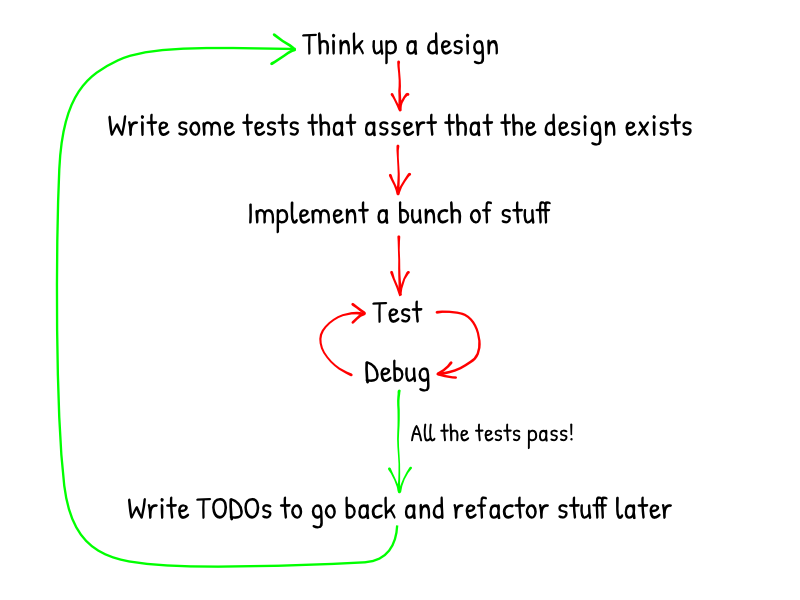 Think up a design
Write some tests that assert that the design exists
Implement a bunch of stuff
Test
Debug
All the tests pass!
Write TODOs to go back and refactor stuff later